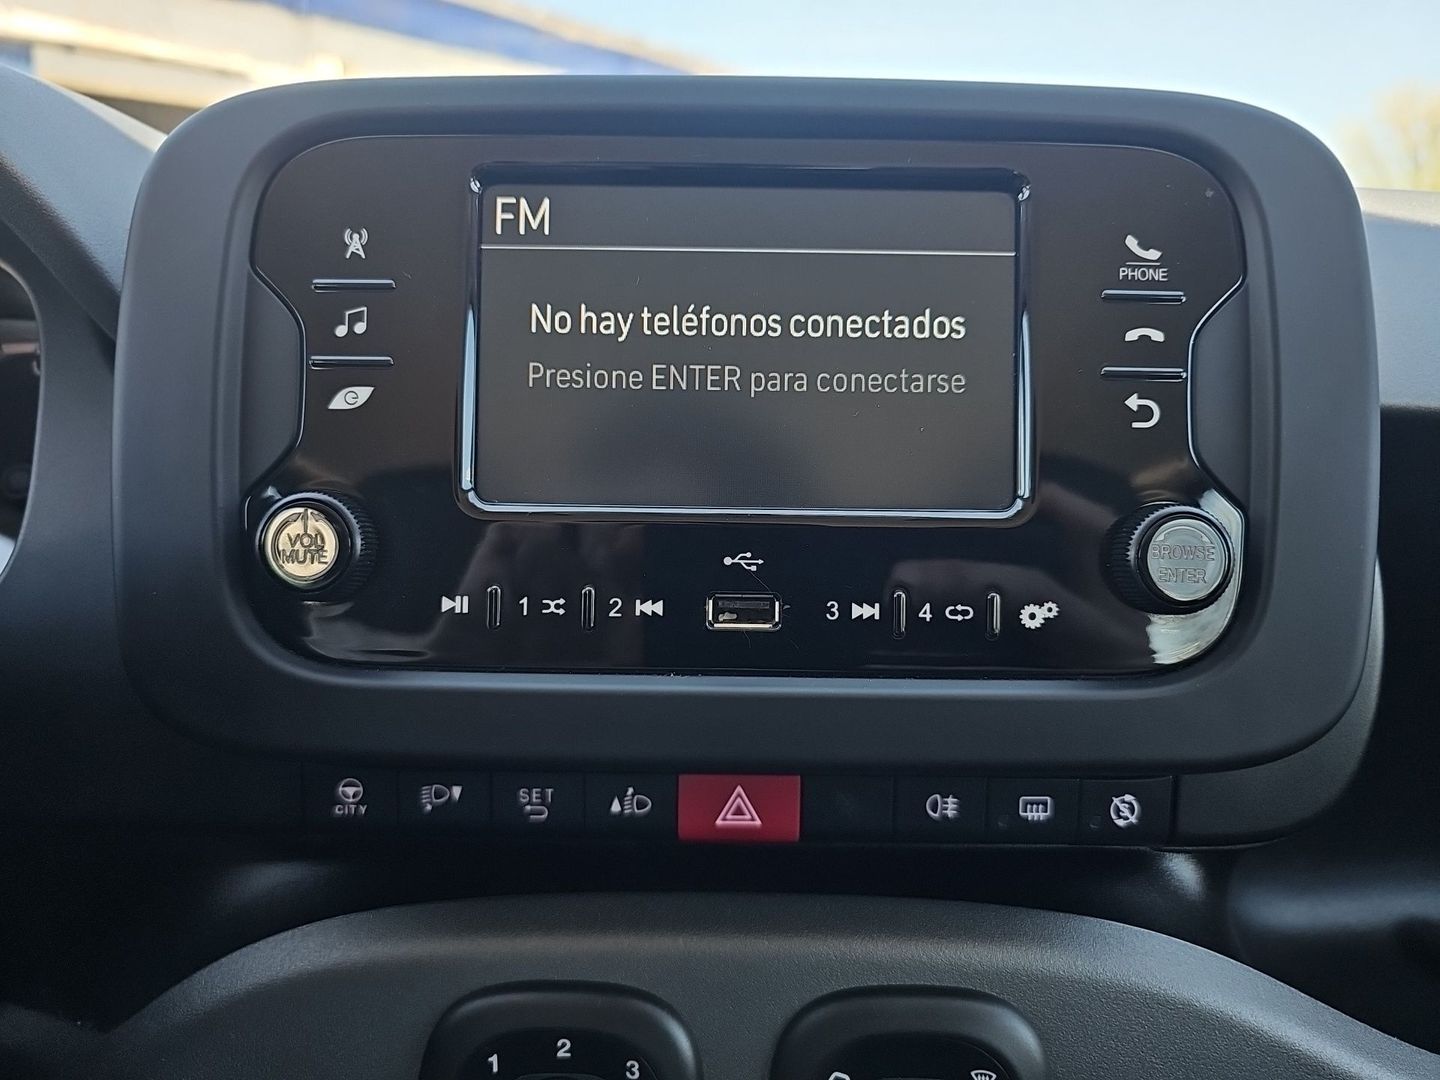 FM
No hay teléfonos conectados
Presione ENTER para conectarse
PHONE
VOL
MUTE
BROWSE
ENTER
1
2
3
4
CITY
SET
1 2 3